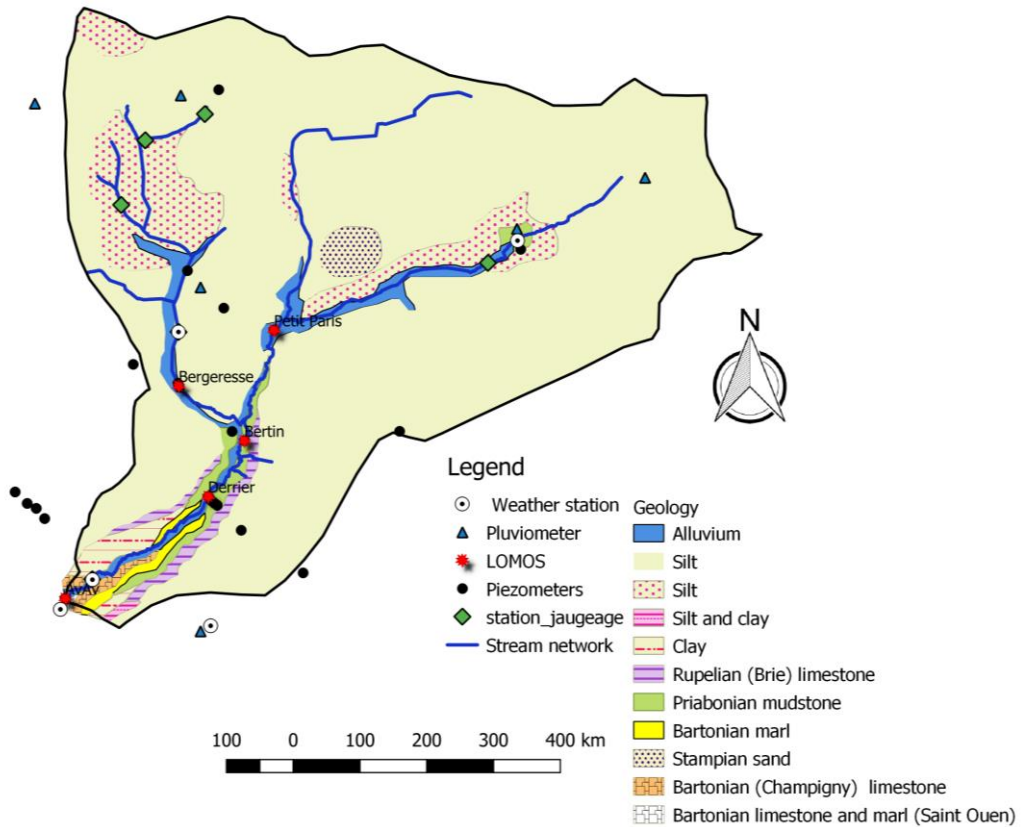 N
Petit Paris
Bergeresse
Bertin
Derrier
AvAv
Legend
Weather station
Pluviometer
LOMOS
Piezometers
station_jaugeage
Stream network
Geology
Alluvium
Silt
Silt
Silt and clay
Clay
Rupelian (Brie) limestone
Priabonian mudstone
Bartonian marl
Stampian sand
Bartonian (Champigny) limestone
Bartonian limestone and marl (Saint Ouen)
100 0 100 200 300 400 km